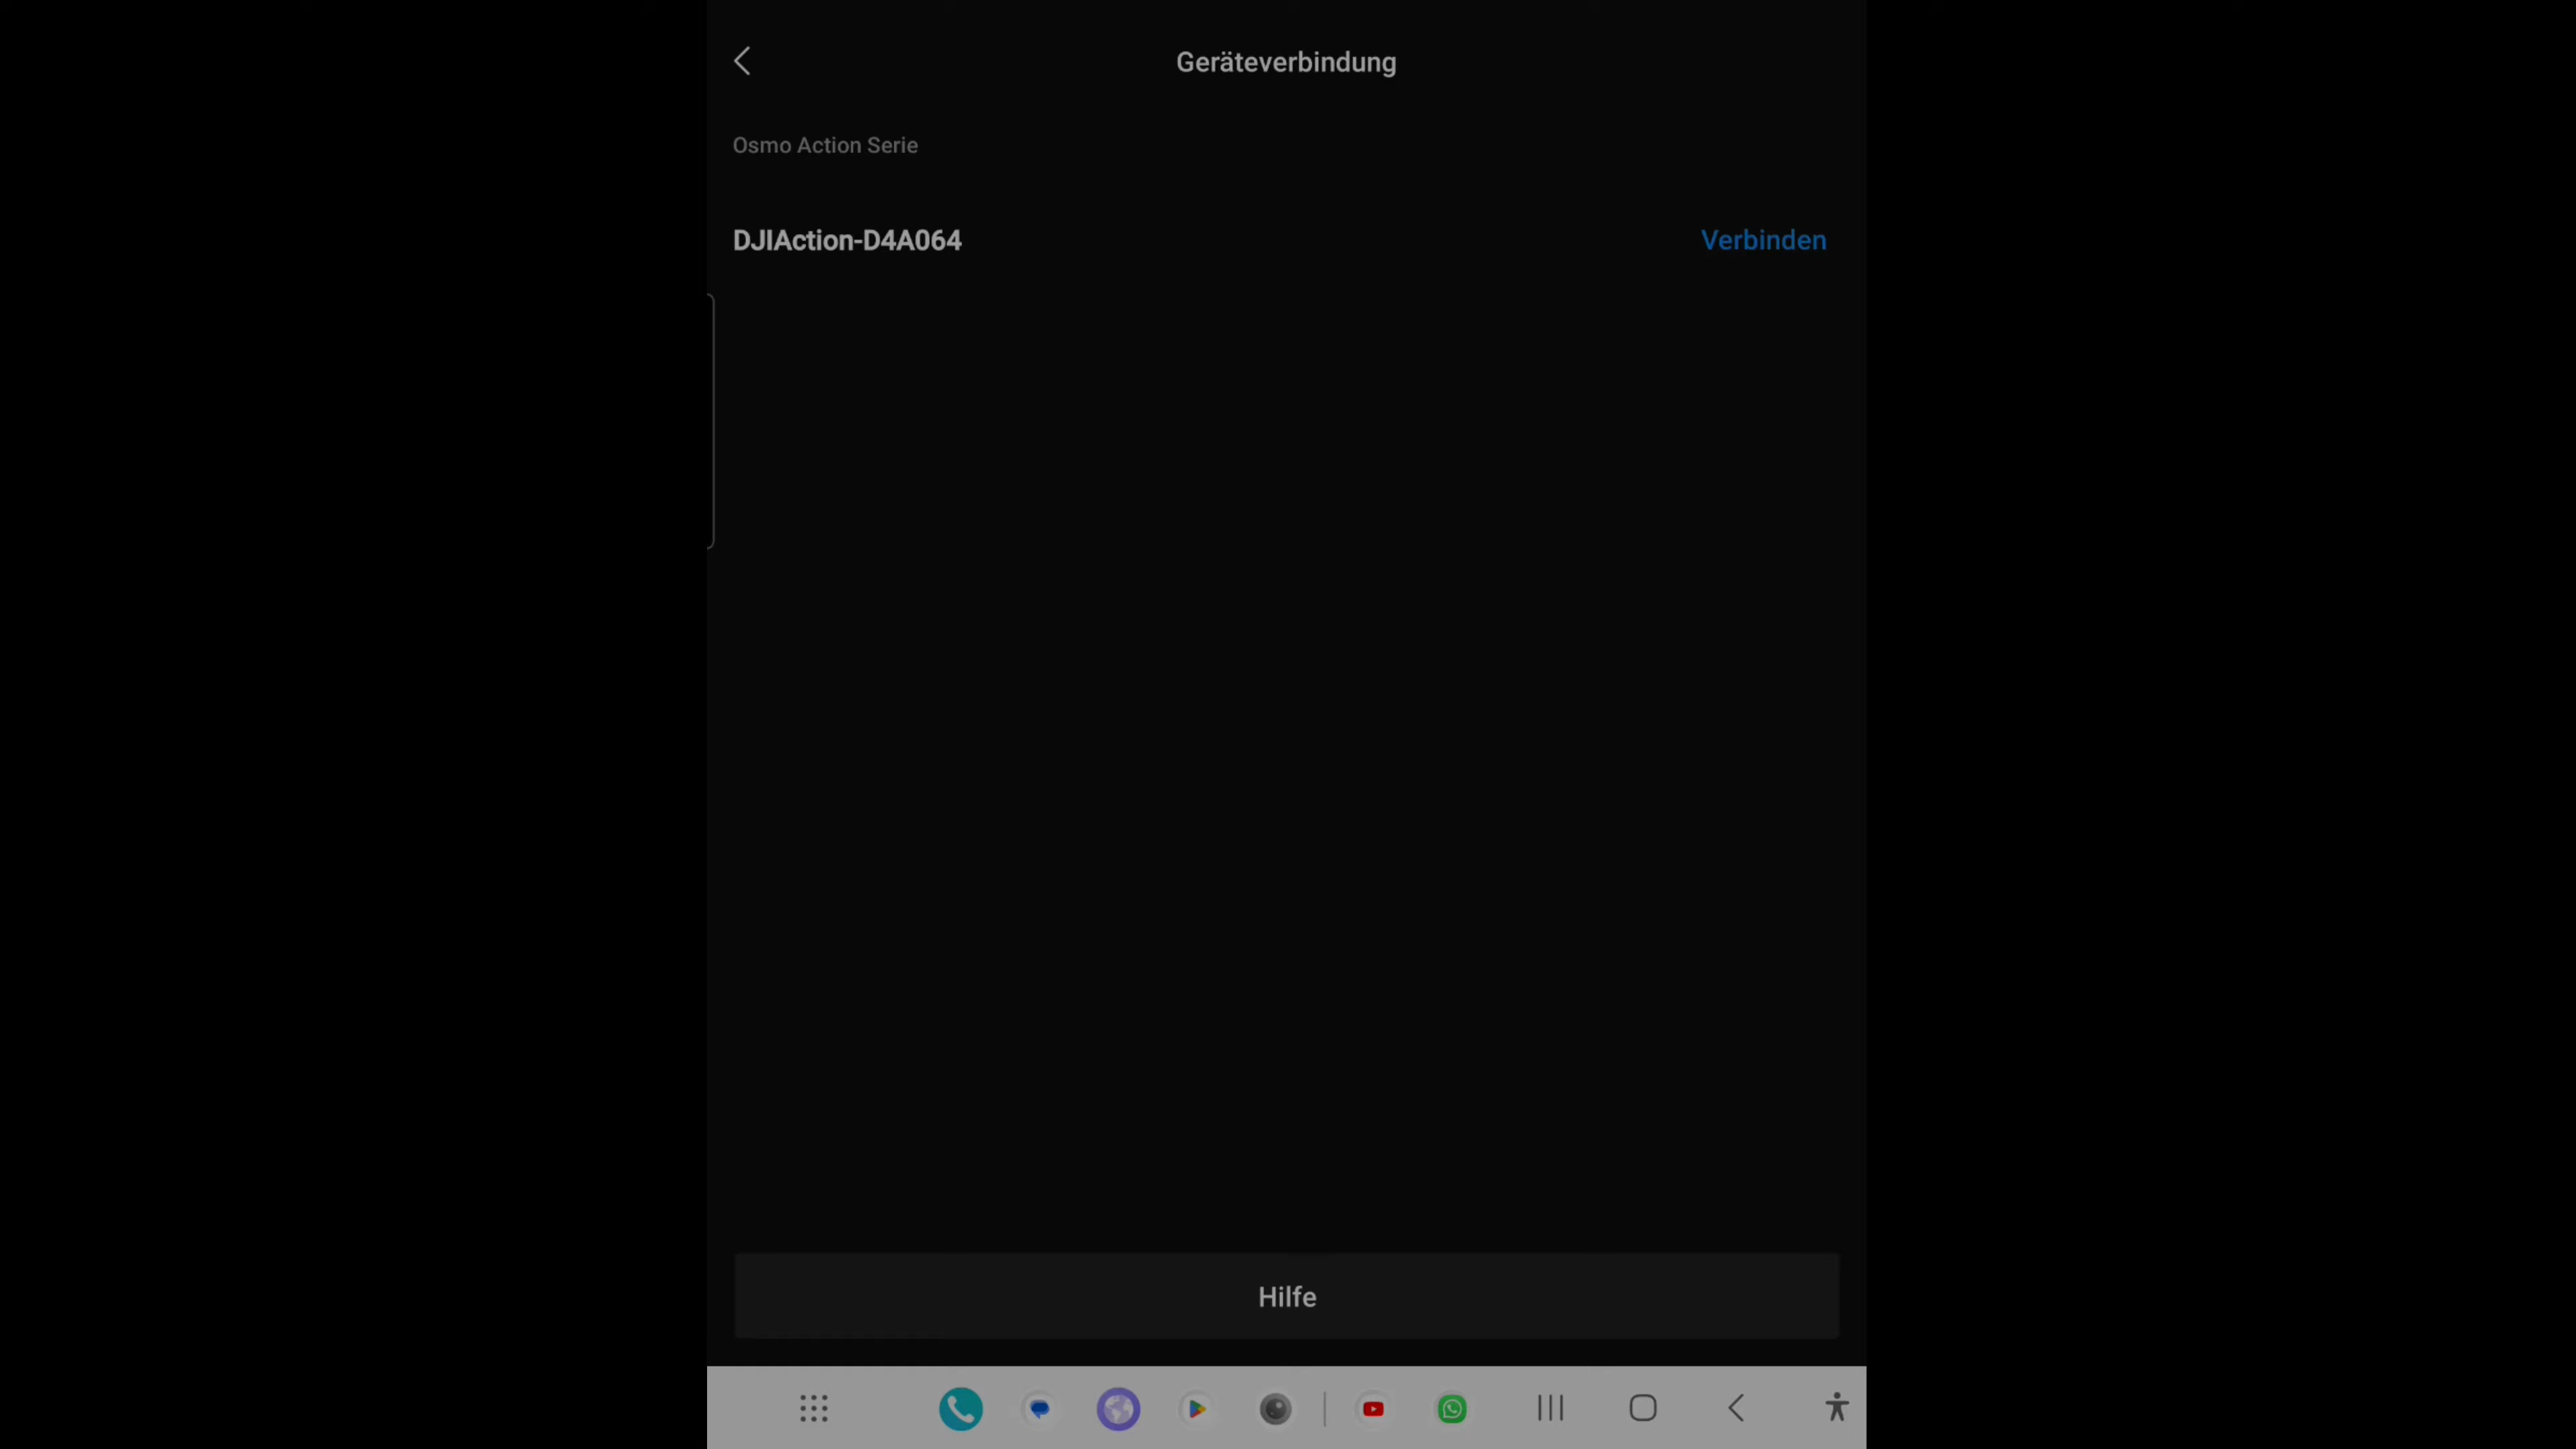 Geräteverbindung
Osmo Action Serie
DJIAction-D4A064
Verbinden
Hilfe